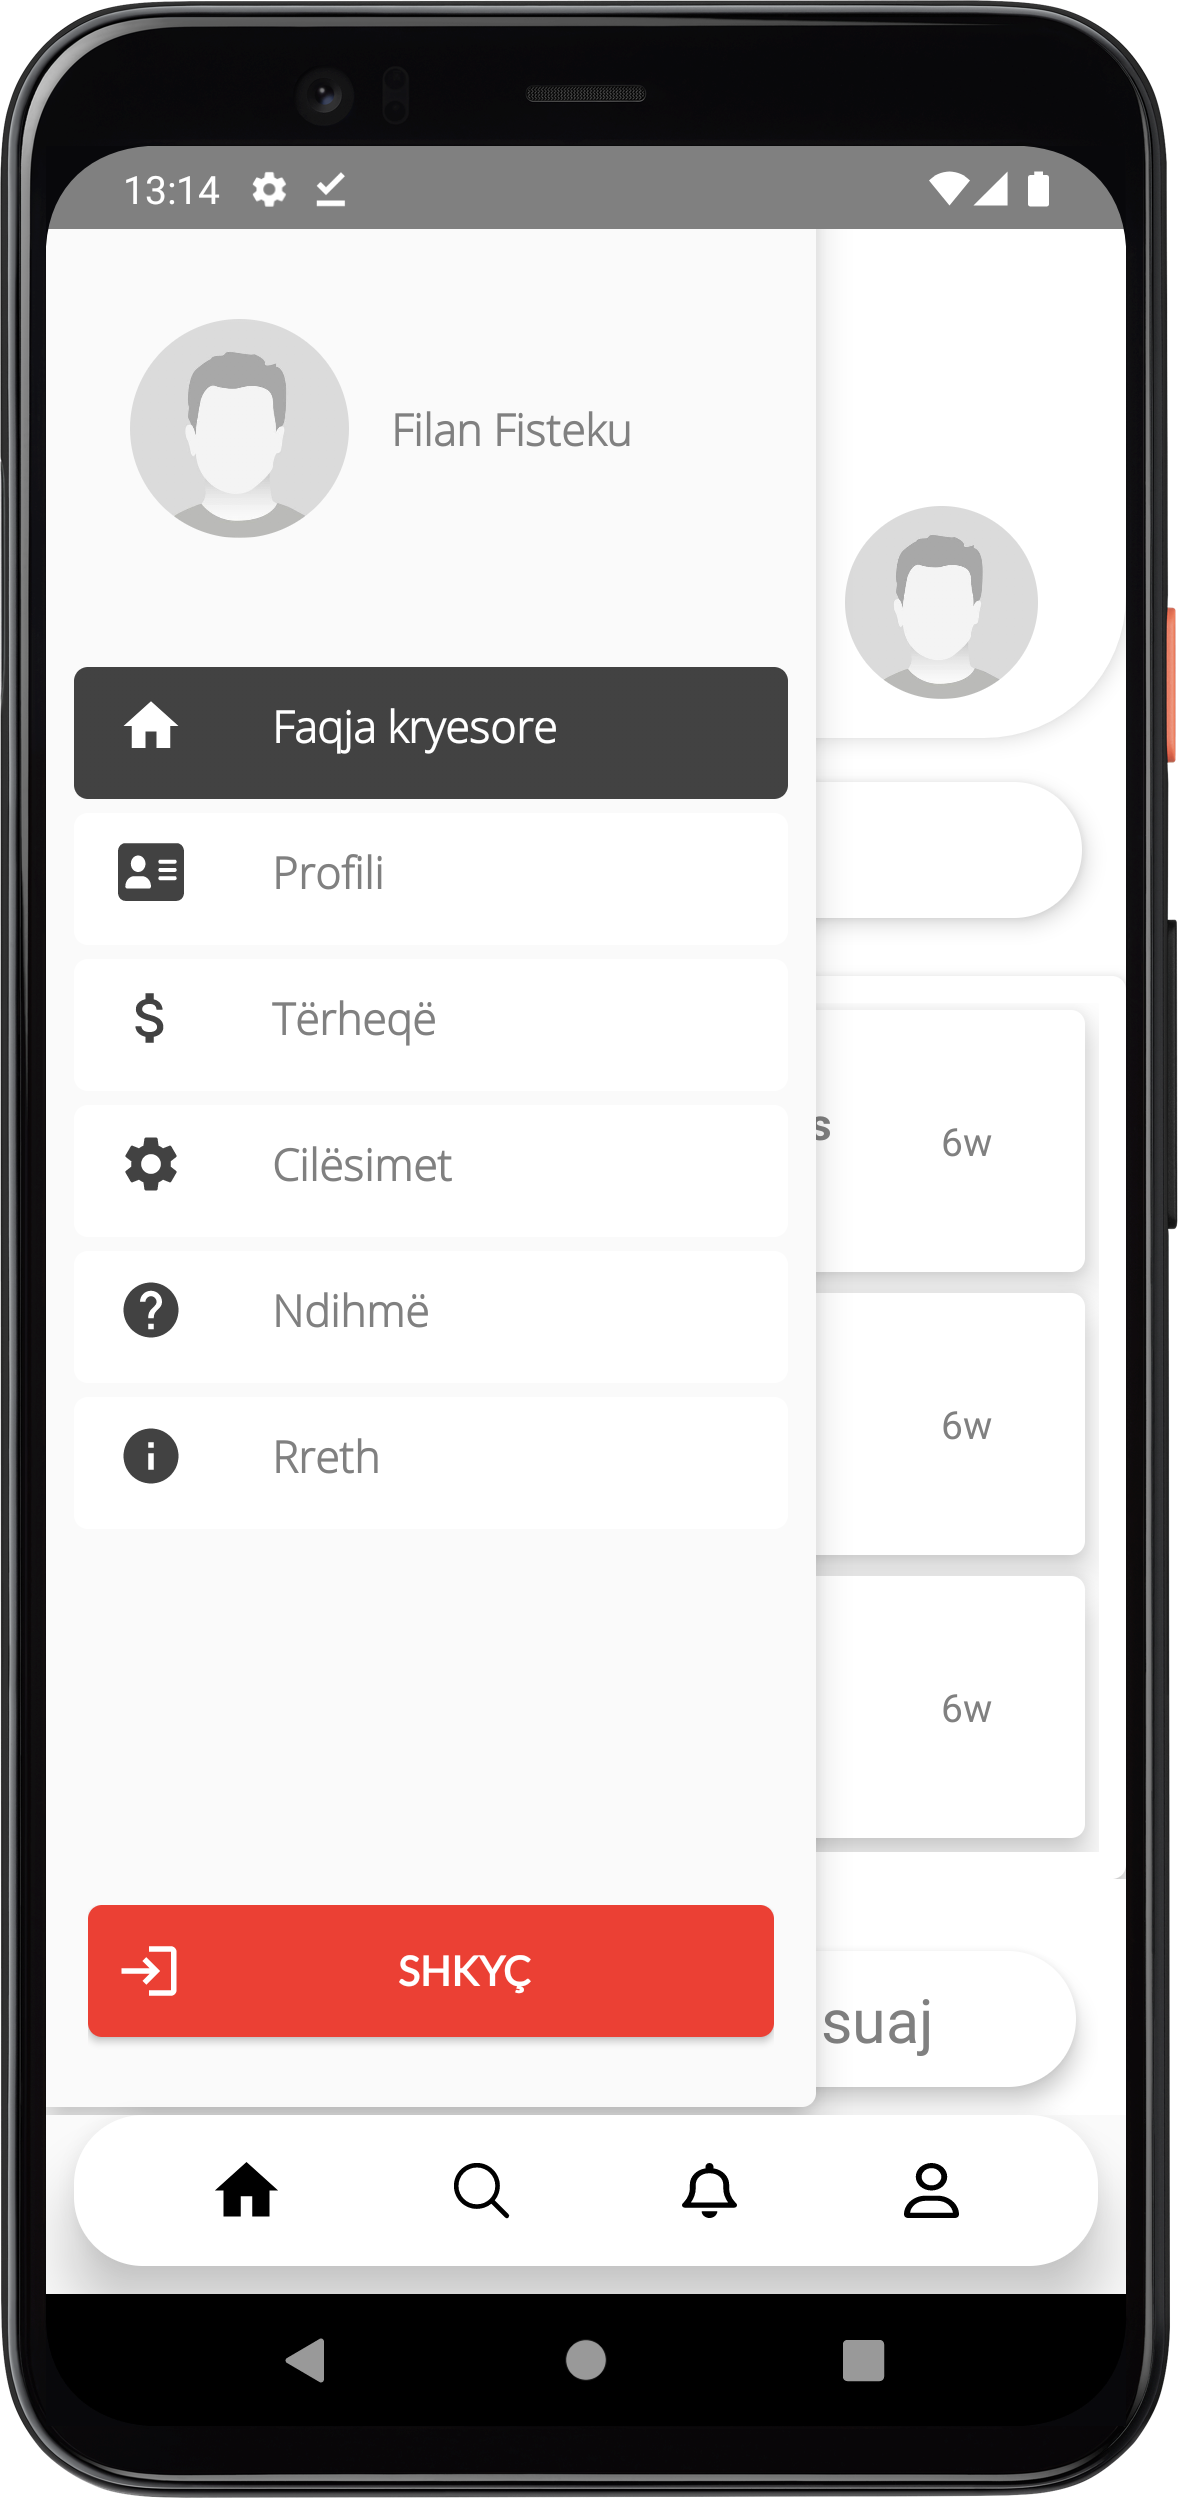 13:14
Filan Fisteku
Faqja kryesore
Profili
Tërheqë
Cilësimet
Ndihmë
Rreth
SHKYÇ
s
6w
6w
6w
suaj